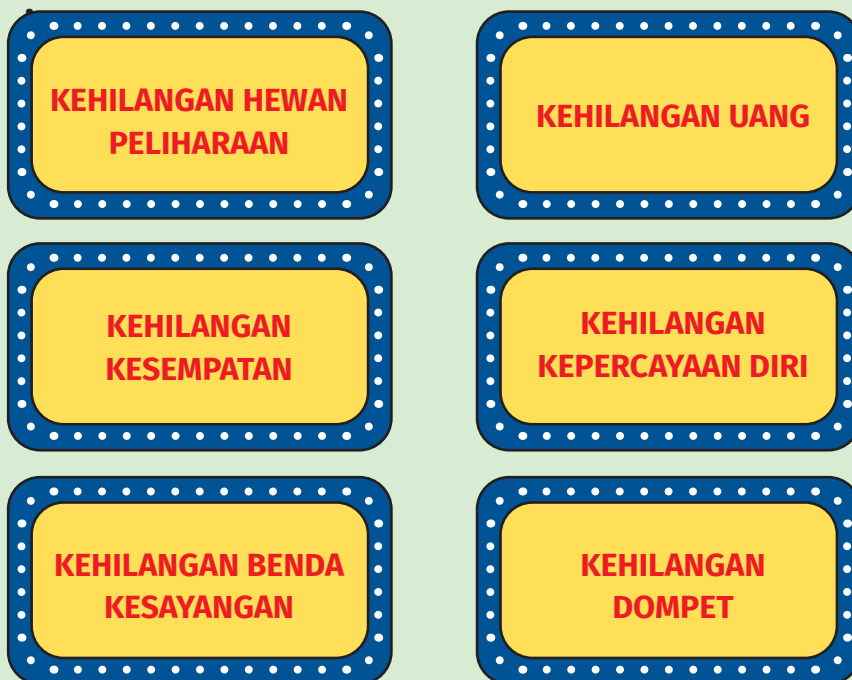 KEHILANGAN HEWAN
PELIHARAAN
KEHILANGAN UANG
KEHILANGAN
KESEMPATAN
KEHILANGAN
KEPERCAYAAN DIRI
KEHILANGAN BENDA
KESAYANGAN
KEHILANGAN
DOMPET